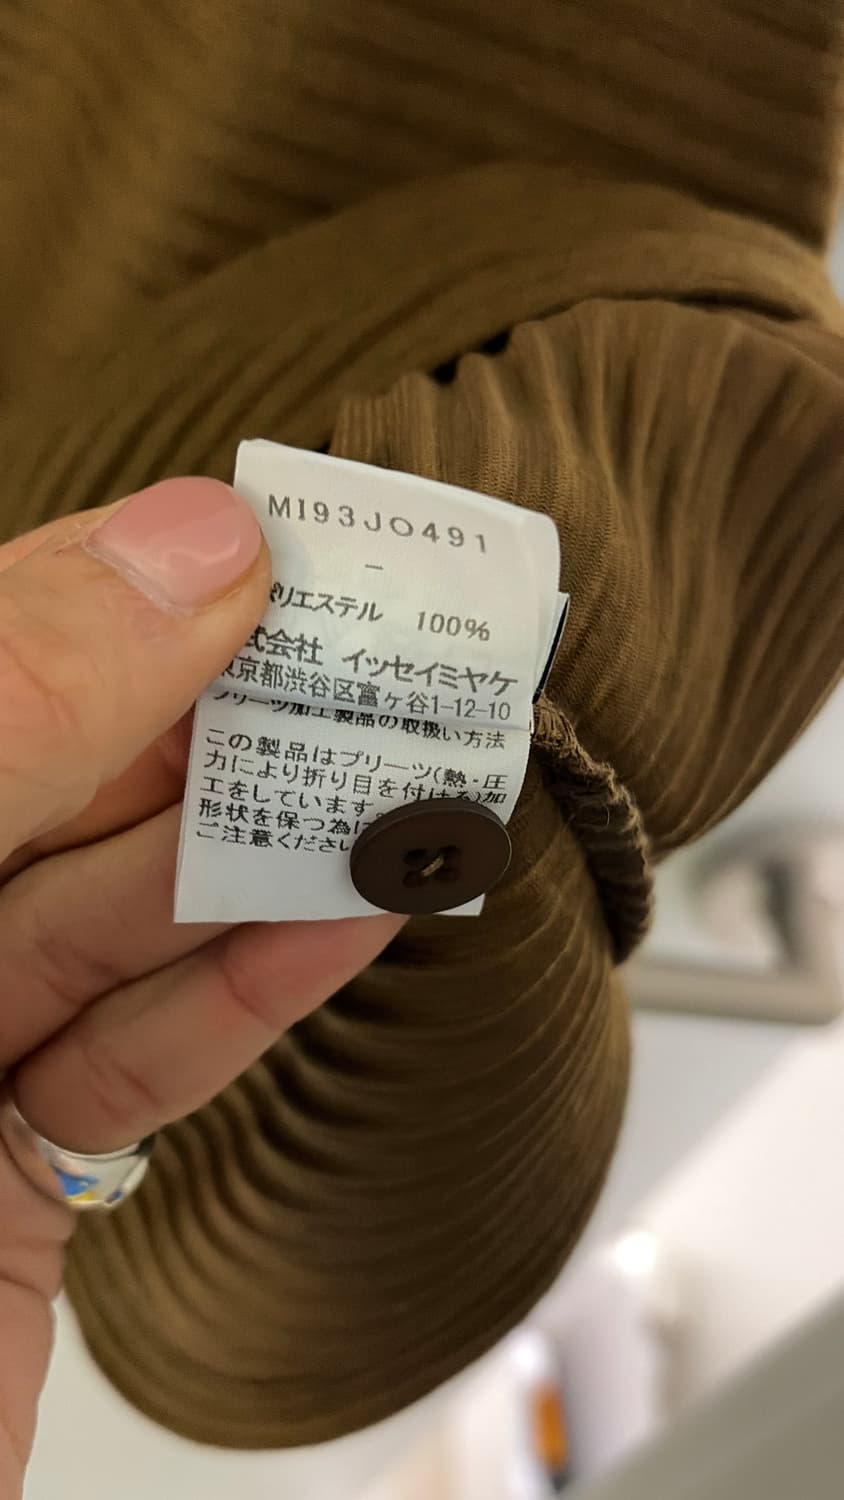 MI93JO491
-
リエステル 100%
式会社 イッセイミヤケ
京都渋谷区富ヶ谷1-12-10
プリーツ加工製品の取扱い方法
この製品はプリーツ(熱・圧
力により折り目を付ける)加
工をしています。
形状を保つ為に
ご注意ください